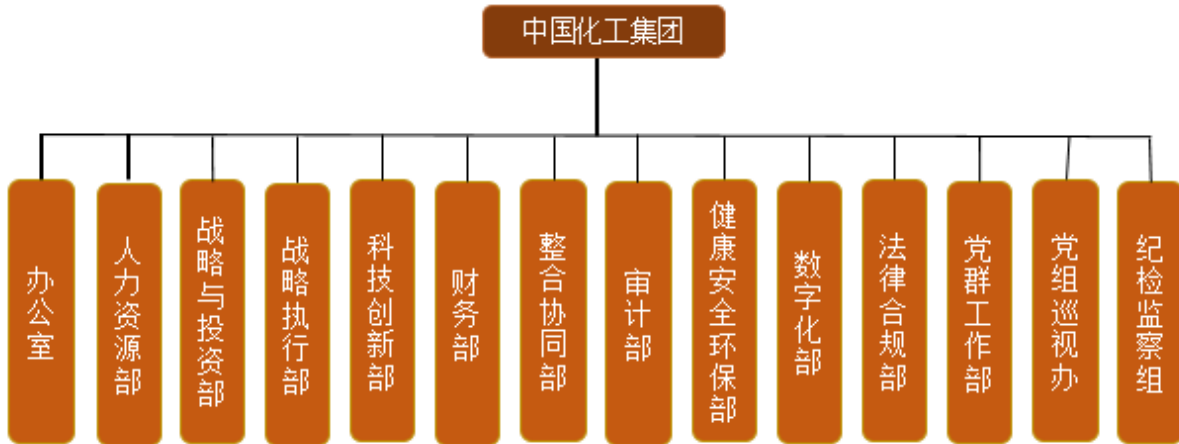 中国化工集团
办公室
人力资源部
战略与投资部
战略执行部
科技创新部
财务部
整合协同部
审计部
健康安全环保部
数字化部
法律合规部
党群工作部
党组巡视办
纪检监察组